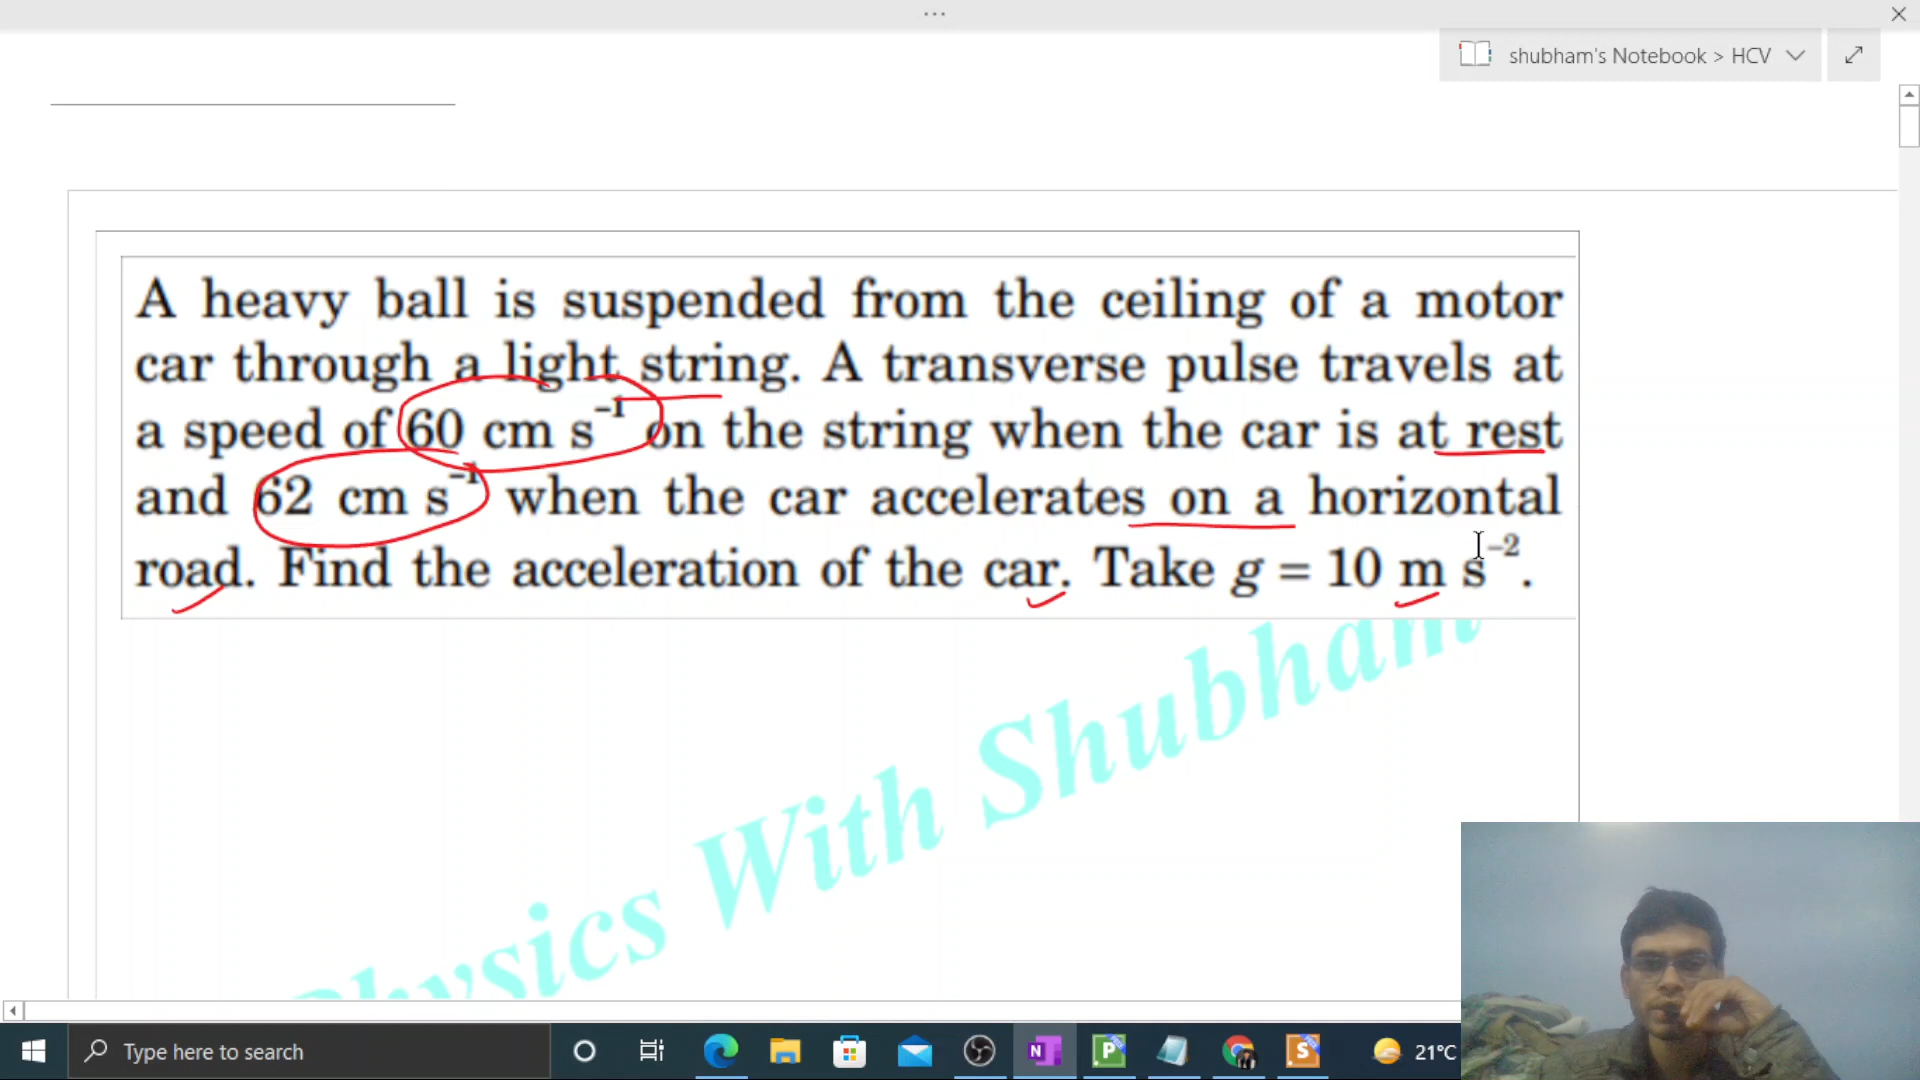 ...
shubham's Notebook > HCV
A heavy ball is suspended from the ceiling of a motor
car through a light string. A transverse pulse travels at
a speed of 60 cm s⁻¹ on the string when the car is at rest
and 62 cm s⁻¹ when the car accelerates on a horizontal
road. Find the acceleration of the car. Take g = 10 m s⁻².
Physics With Shubham
Type here to search
21°C